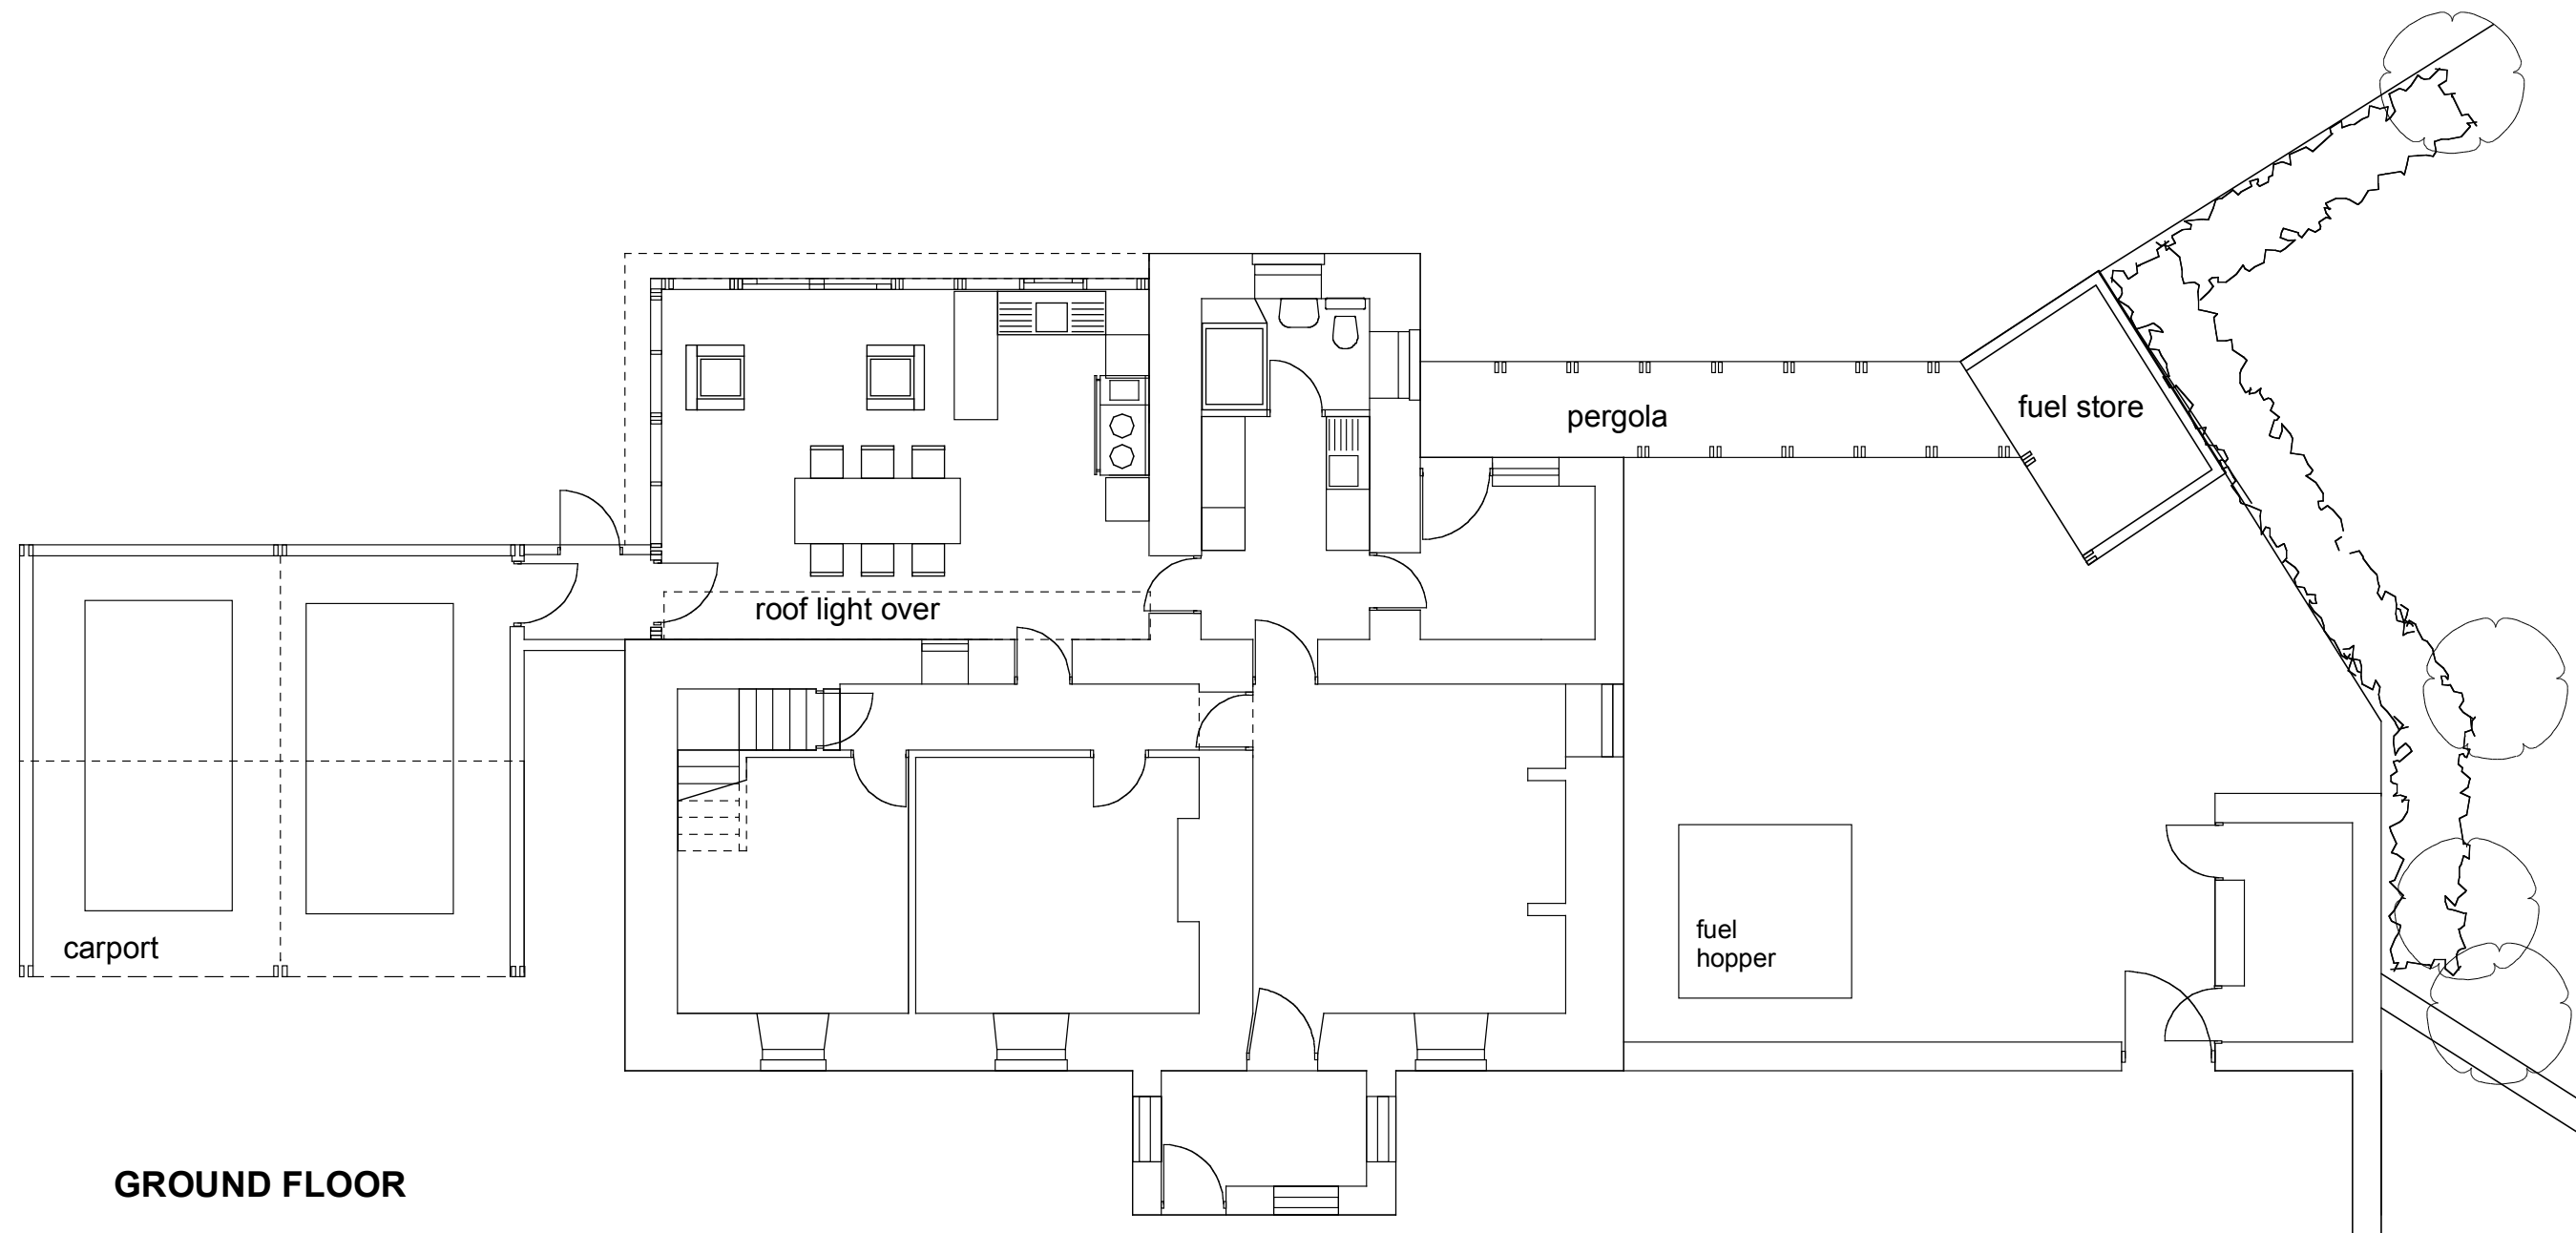 pergola
fuel store
roof light over
carport
fuel
hopper
GROUND FLOOR